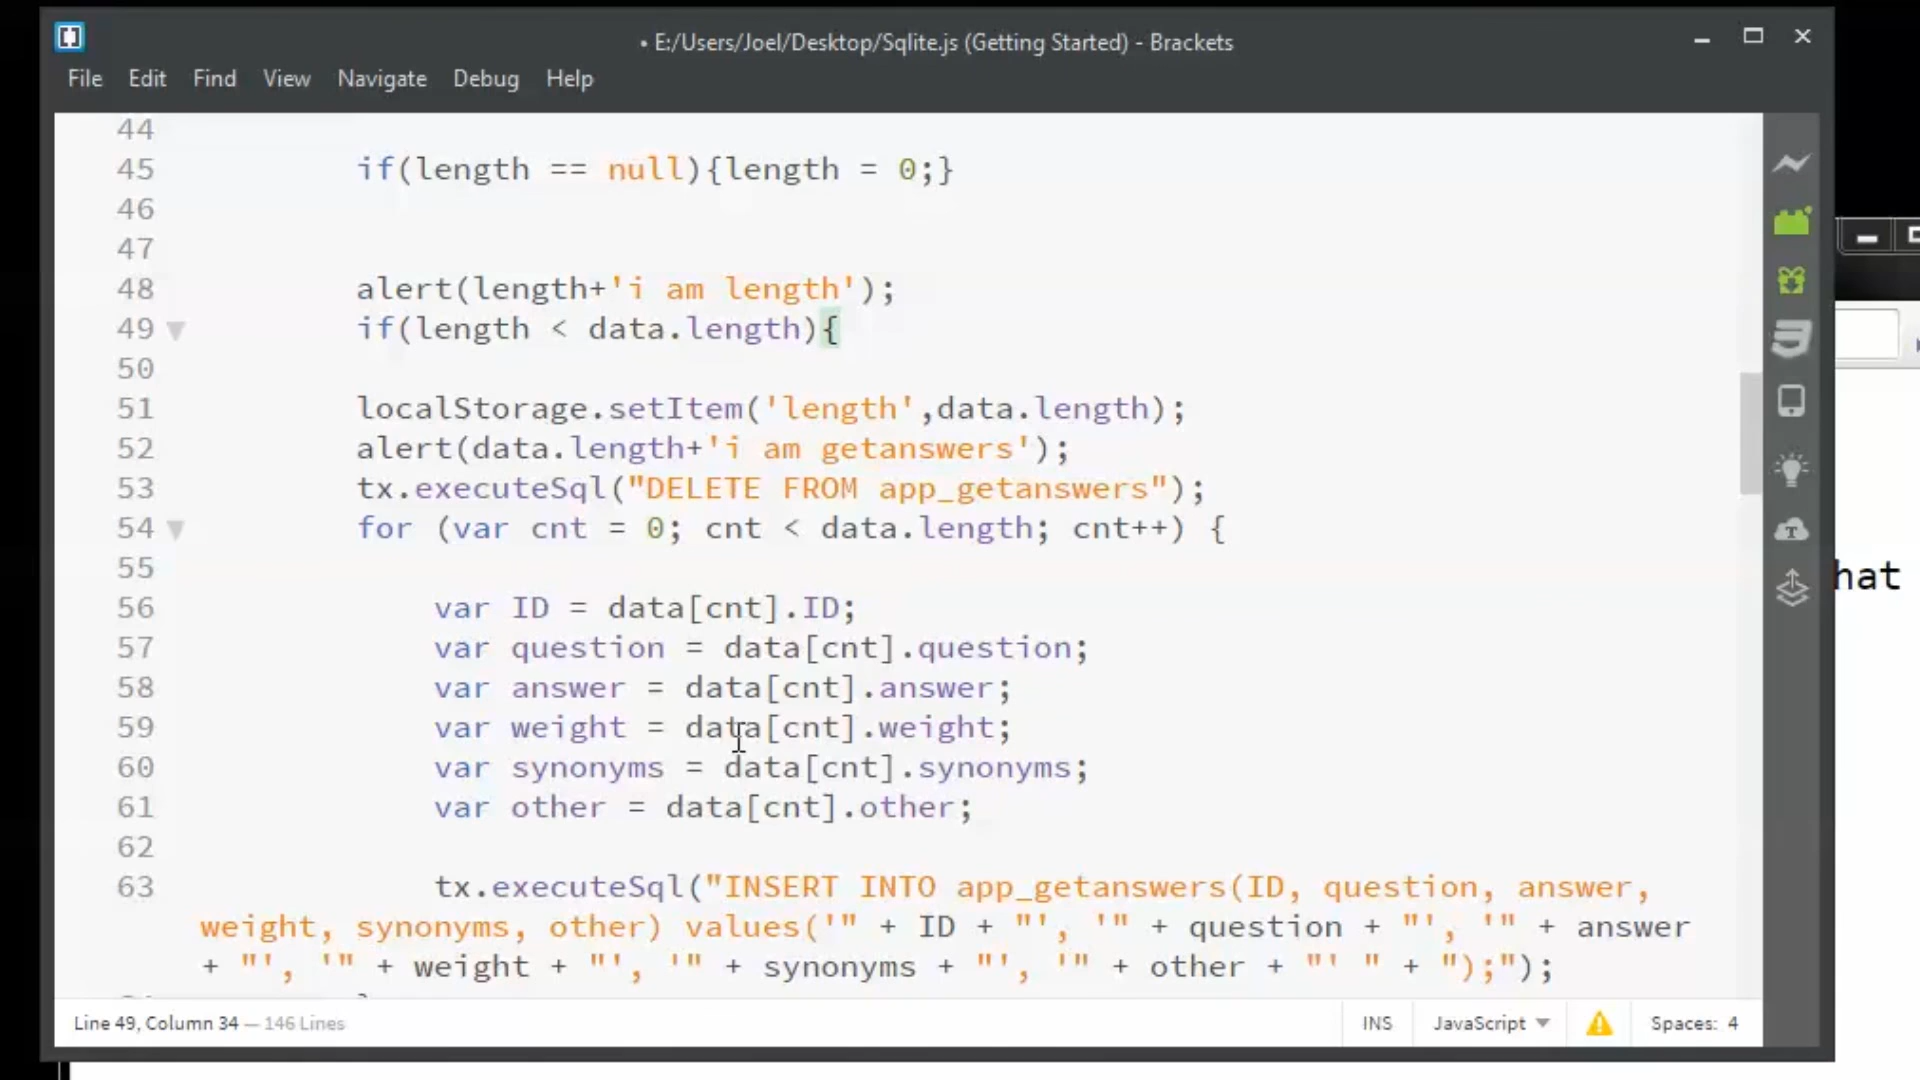 • E:/Users/Joel/Desktop/Sqlite.js (Getting Started) - Brackets
File Edit Find View Navigate Debug Help
44
45 if(length == null){length = 0;}
46
47
48 alert(length+'i am length');
49 if(length < data.length){
50
51 localStorage.setItem('length',data.length);
52 alert(data.length+'i am getanswers');
53 tx.executeSql("DELETE FROM app_getanswers");
54 for (var cnt = 0; cnt < data.length; cnt++) {
55
56 var ID = data[cnt].ID;
57 var question = data[cnt].question;
58 var answer = data[cnt].answer;
59 var weight = data[cnt].weight;
60 var synonyms = data[cnt].synonyms;
61 var other = data[cnt].other;
62
63 tx.executeSql("INSERT INTO app_getanswers(ID, question, answer,
weight, synonyms, other) values('" + ID + "', '" + question + "', '" + answer
+ "', '" + weight + "', '" + synonyms + "', '" + other + "' " + ");");
hat
Line 49, Column 34 — 146 Lines INS JavaScript Spaces: 4